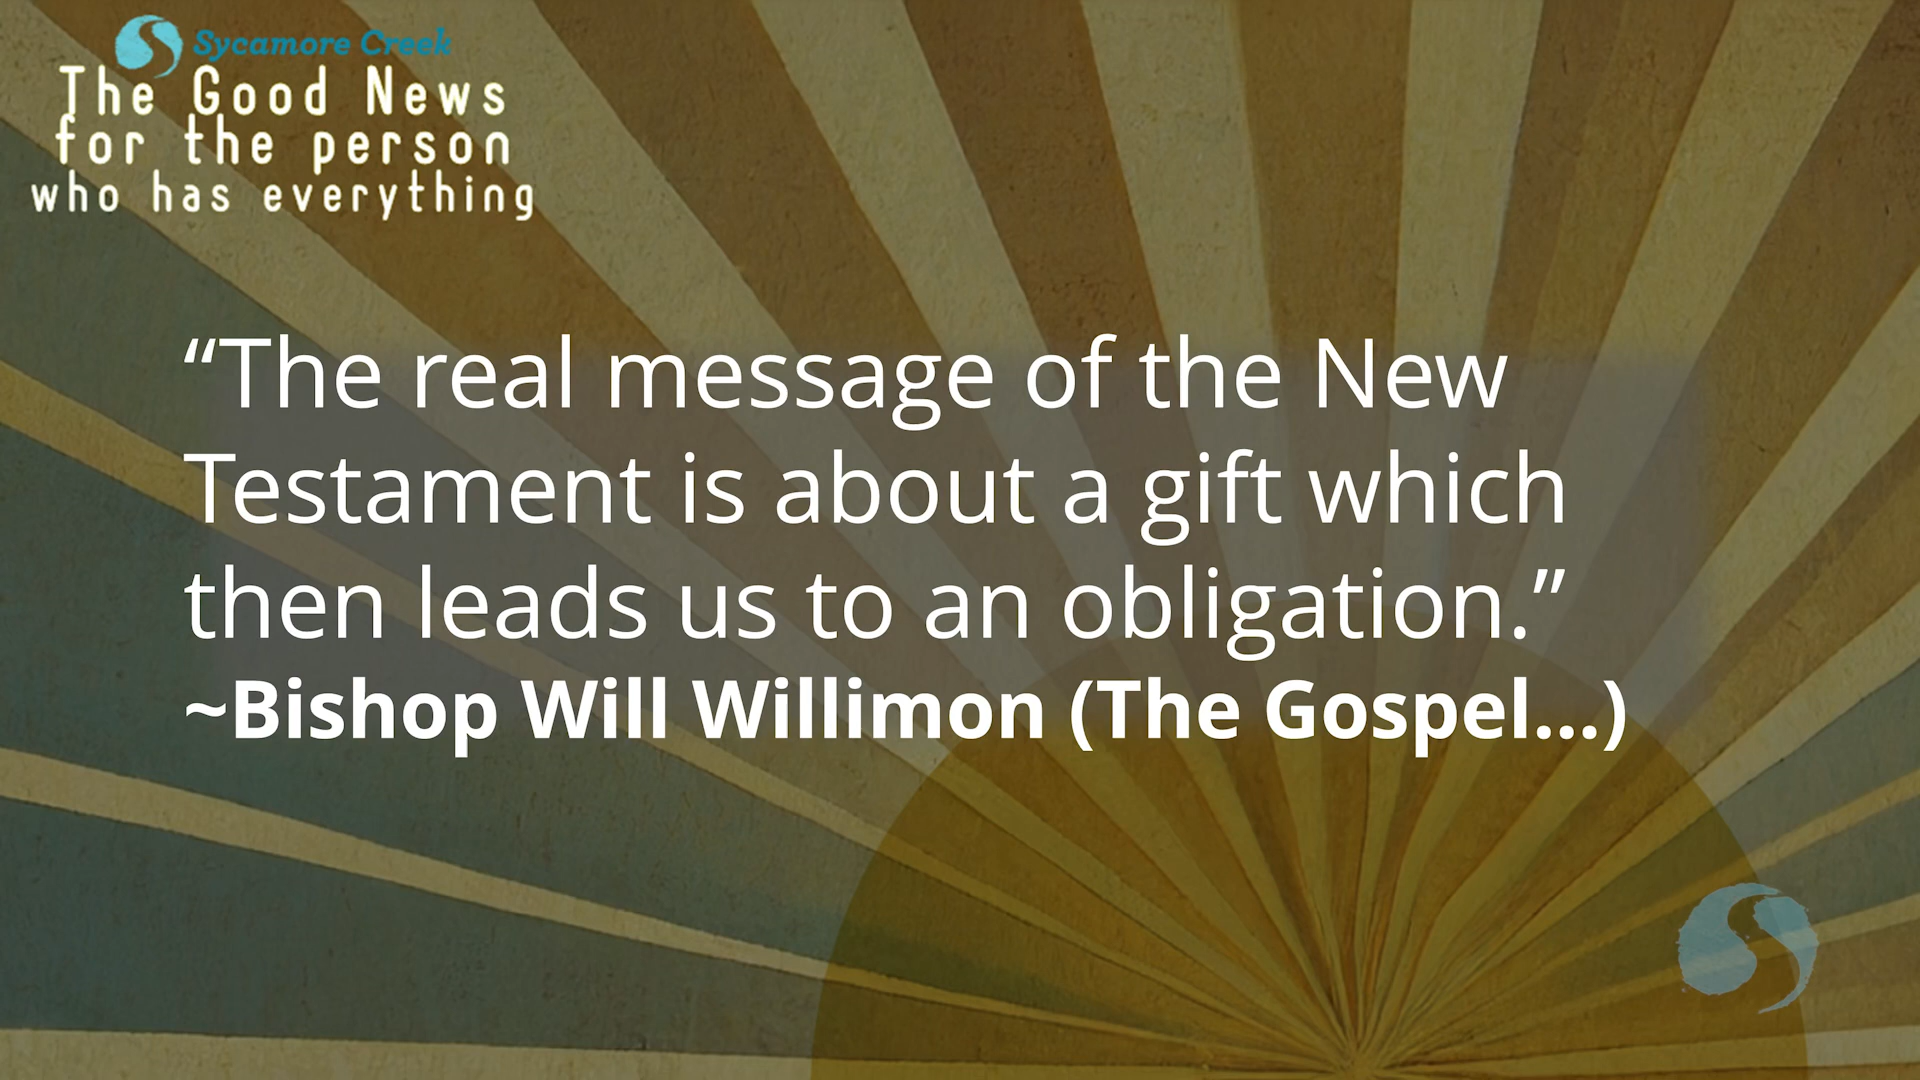 Sycamore Creek
The Good News
for the person
who has everything
“The real message of the New
Testament is about a gift which
then leads us to an obligation.”
~Bishop Will Willimon (The Gospel...)